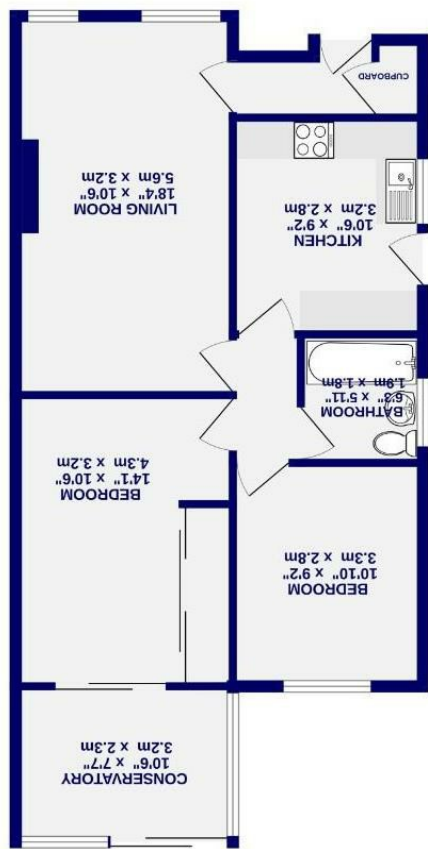 CONSERVATORY
10'6" x 7'7"
3.2m x 2.3m
BEDROOM
10'10" x 9'2"
3.3m x 2.8m
BEDROOM
14'1" x 10'6"
4.3m x 3.2m
BATHROOM
6'3" x 5'11"
1.9m x 1.8m
KITCHEN
10'6" x 9'2"
3.2m x 2.8m
LIVING ROOM
18'4" x 10'6"
5.6m x 3.2m
CUPBOARD